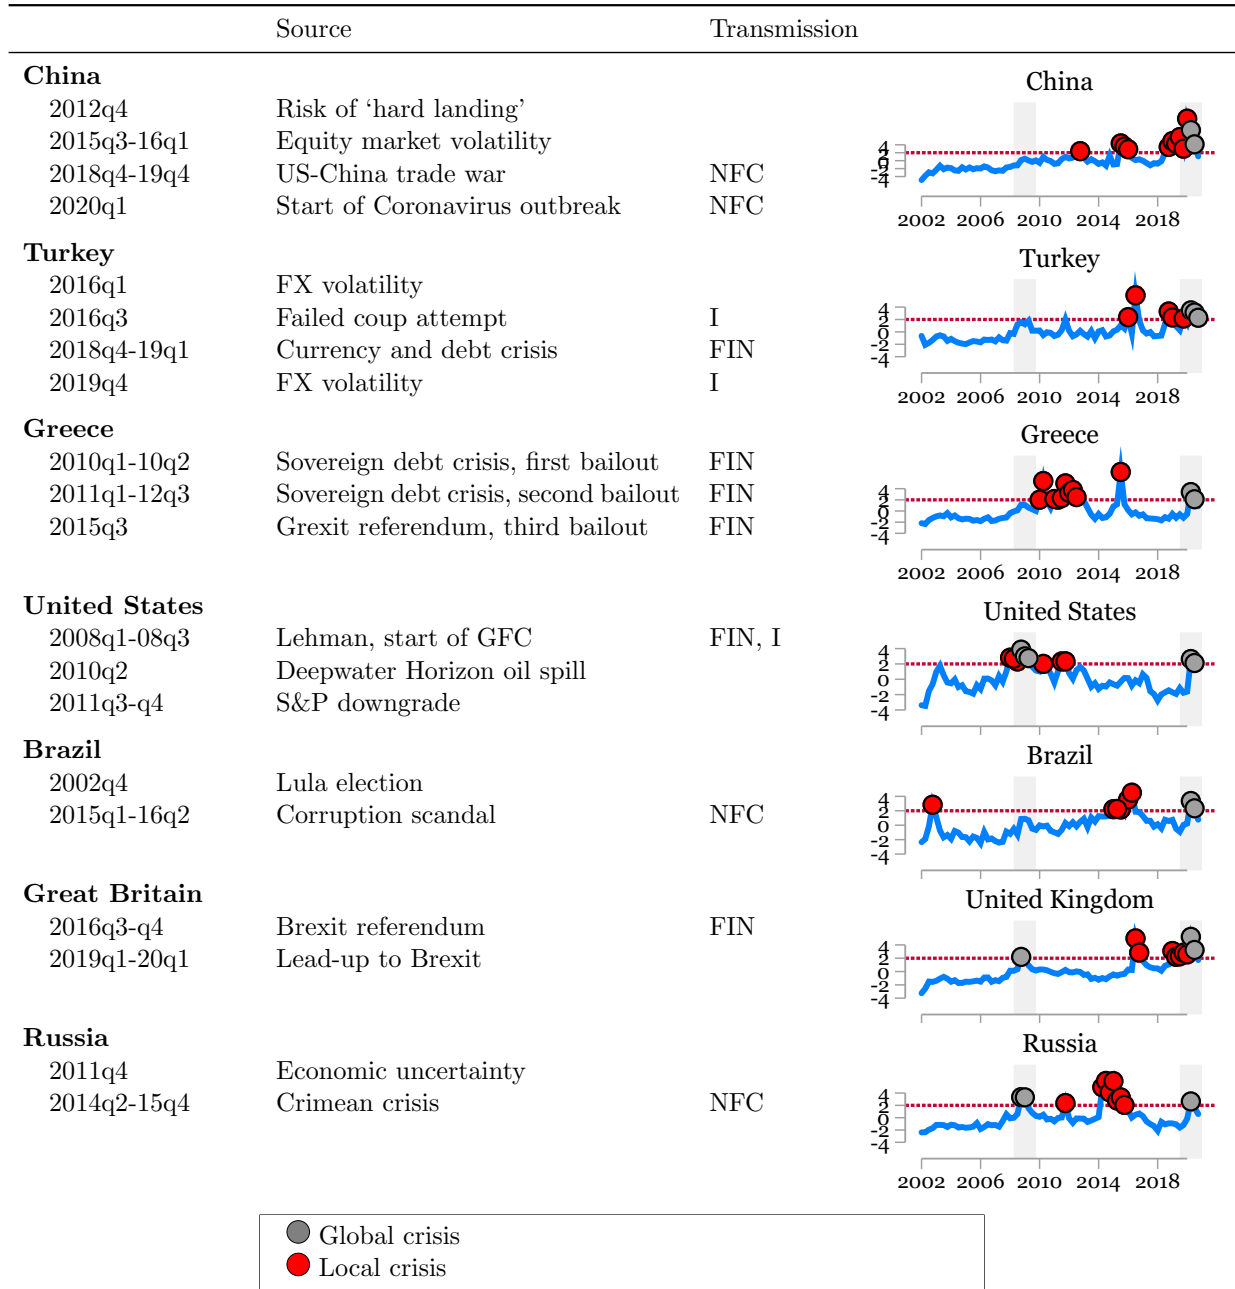 Source Transmission
China
2012q4 Risk of ‘hard landing’
2015q3-16q1 Equity market volatility
2018q4-19q4 US-China trade war NFC
2020q1 Start of Coronavirus outbreak NFC
China
4
2
0
-2
-4
2002 2006 2010 2014 2018
Turkey
2016q1 FX volatility
2016q3 Failed coup attempt I
2018q4-19q1 Currency and debt crisis FIN
2019q4 FX volatility I
Turkey
4
2
0
-2
-4
2002 2006 2010 2014 2018
Greece
2010q1-10q2 Sovereign debt crisis, first bailout FIN
2011q1-12q3 Sovereign debt crisis, second bailout FIN
2015q3 Grexit referendum, third bailout FIN
Greece
4
2
0
-2
-4
2002 2006 2010 2014 2018
United States
2008q1-08q3 Lehman, start of GFC FIN, I
2010q2 Deepwater Horizon oil spill
2011q3-q4 S&P downgrade
United States
4
2
0
-2
-4
Brazil
2002q4 Lula election
2015q1-16q2 Corruption scandal NFC
Brazil
4
2
0
-2
-4
Great Britain
2016q3-q4 Brexit referendum FIN
2019q1-20q1 Lead-up to Brexit
United Kingdom
4
2
0
-2
-4
Russia
2011q4 Economic uncertainty
2014q2-15q4 Crimean crisis NFC
Russia
4
2
0
-2
-4
2002 2006 2010 2014 2018
Global crisis
Local crisis